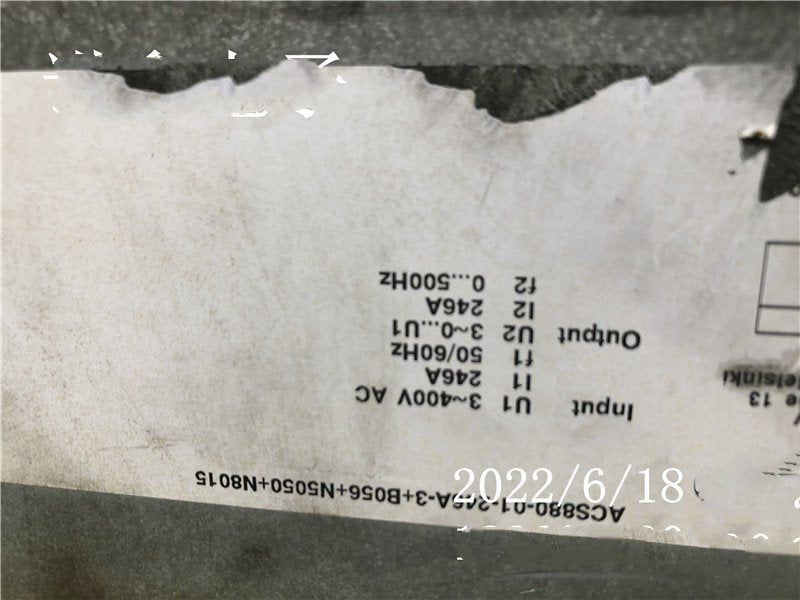 ACS880-01-246A-3+B056+N5050+N8015
Input U1 3~400V AC
I1 246A
f1 50/60Hz
Output U2 3~0...U1
I2 246A
f2 0...500Hz
13
2022/6/18